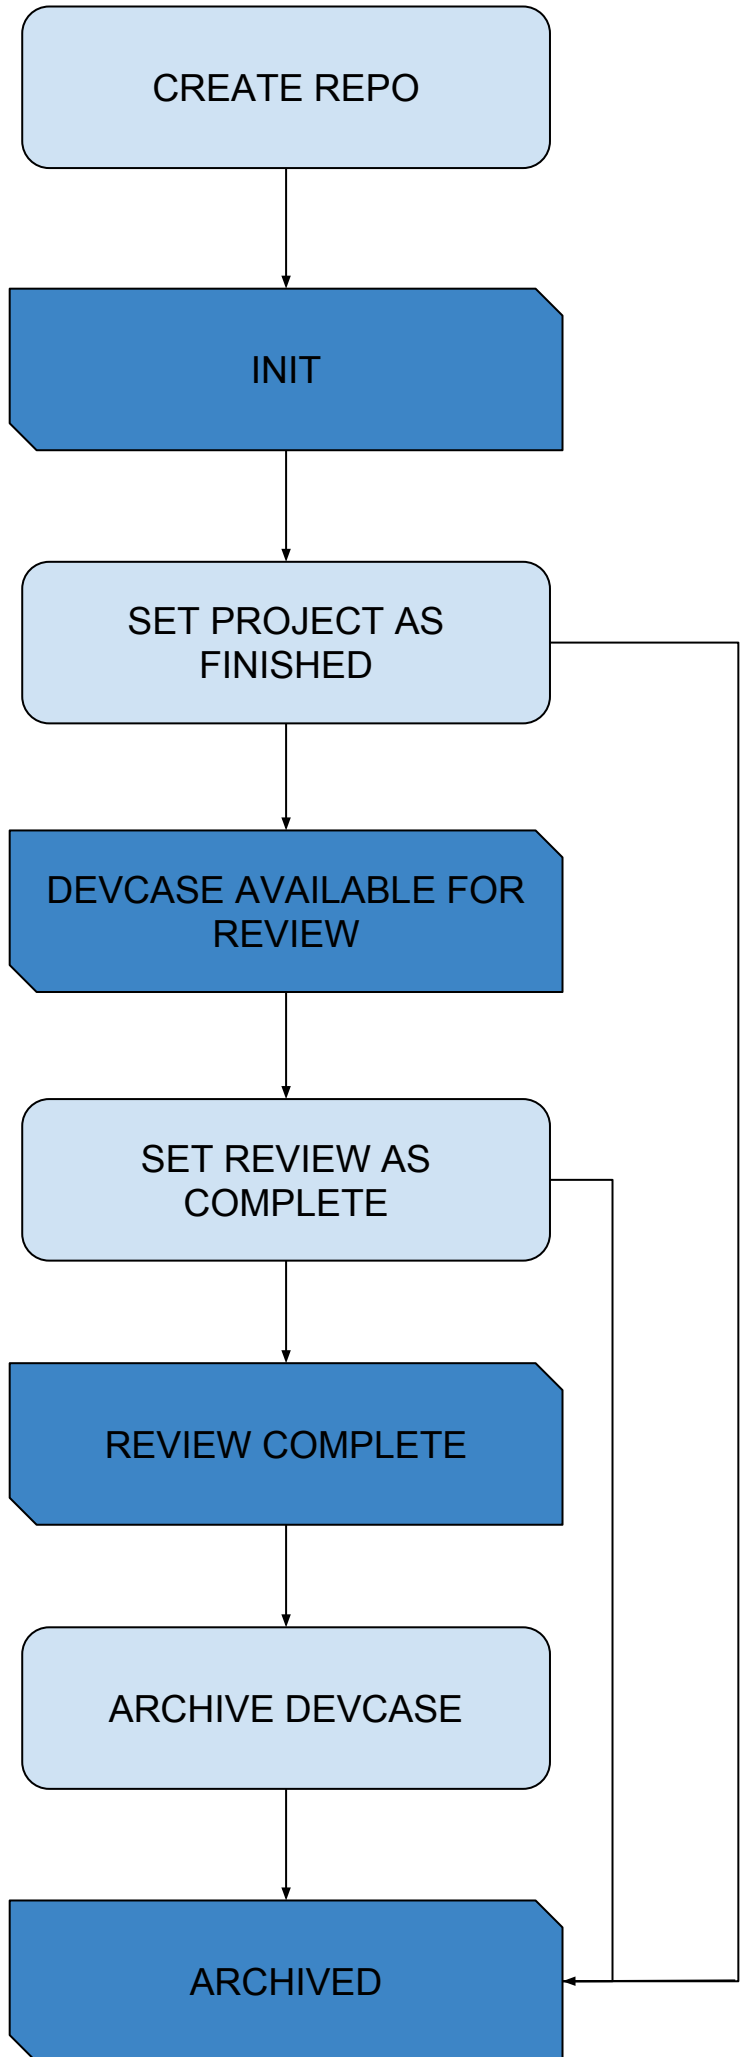 CREATE REPO
INIT
SET PROJECT AS
FINISHED
DEVCASE AVAILABLE FOR
REVIEW
SET REVIEW AS
COMPLETE
REVIEW COMPLETE
ARCHIVE DEVCASE
ARCHIVED